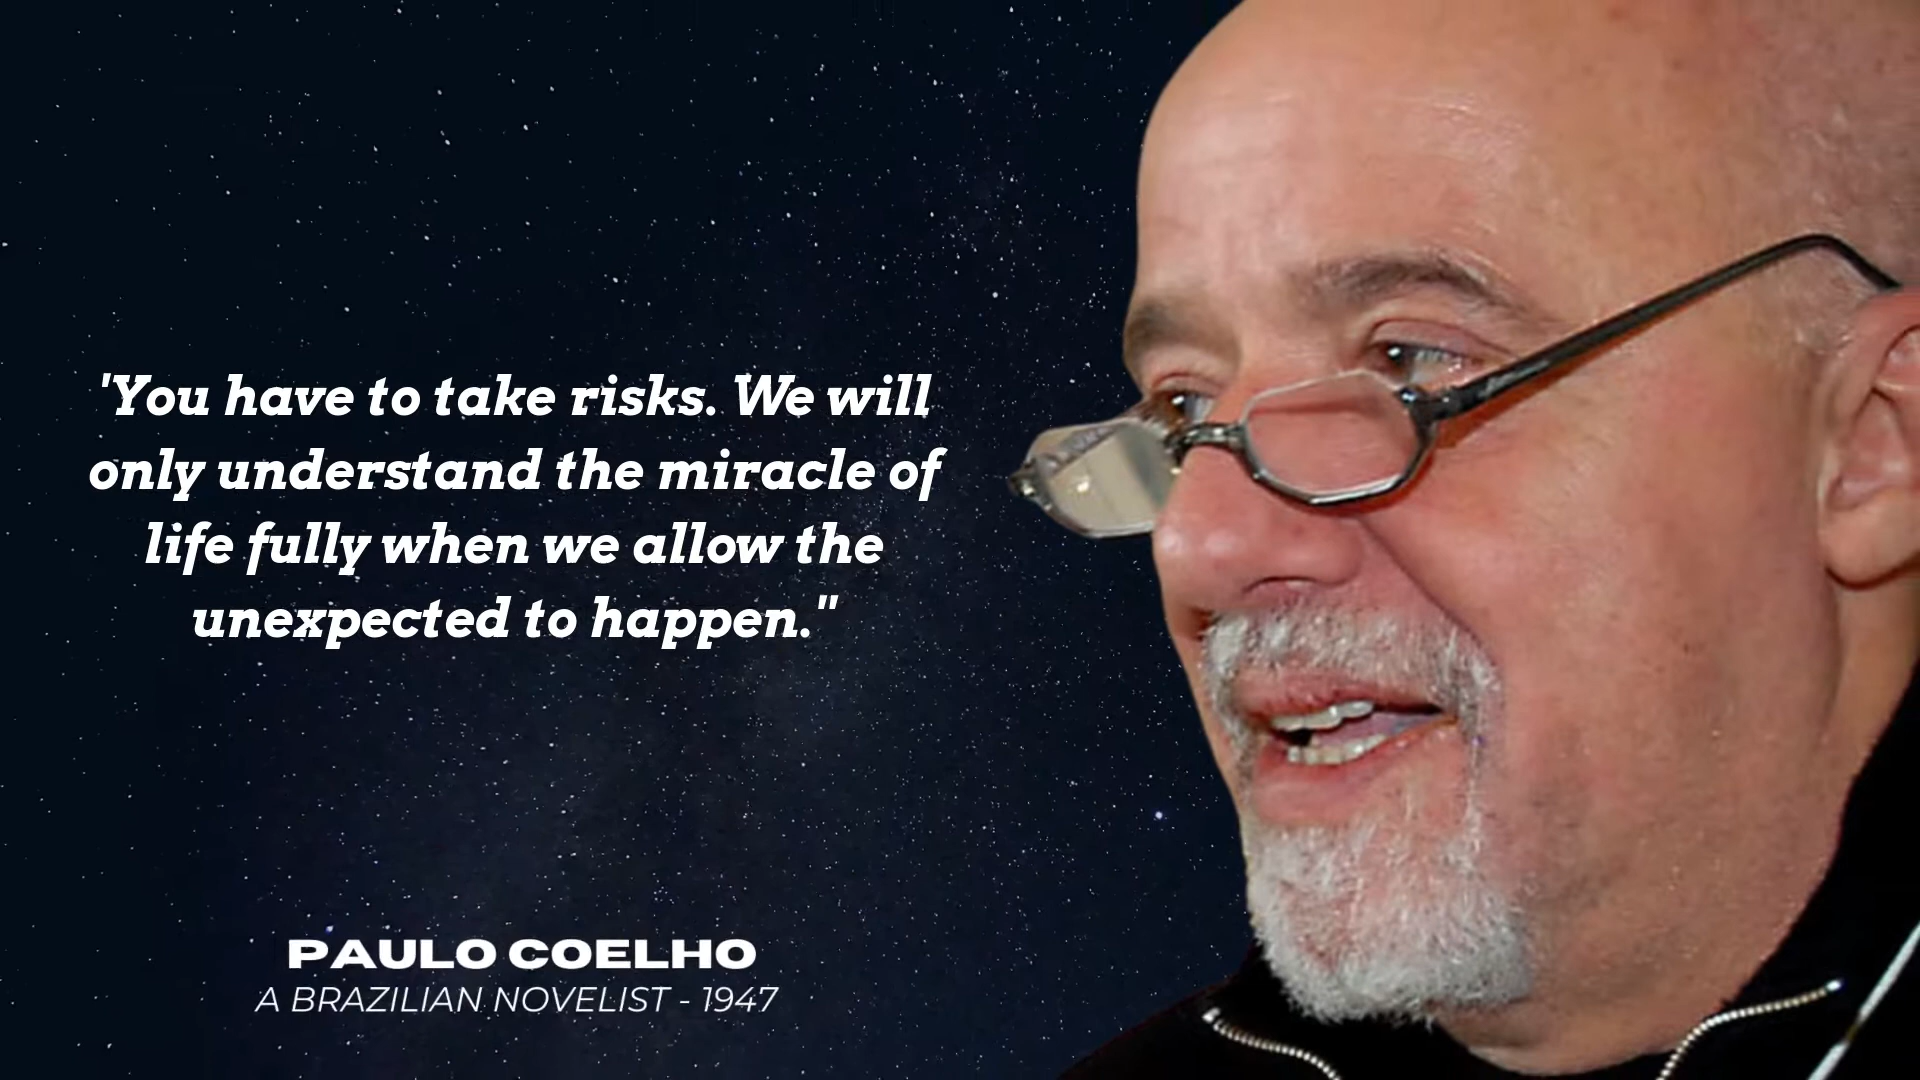 'You have to take risks. We will
only understand the miracle of
life fully when we allow the
unexpected to happen."
PAULO COELHO
A BRAZILIAN NOVELIST - 1947